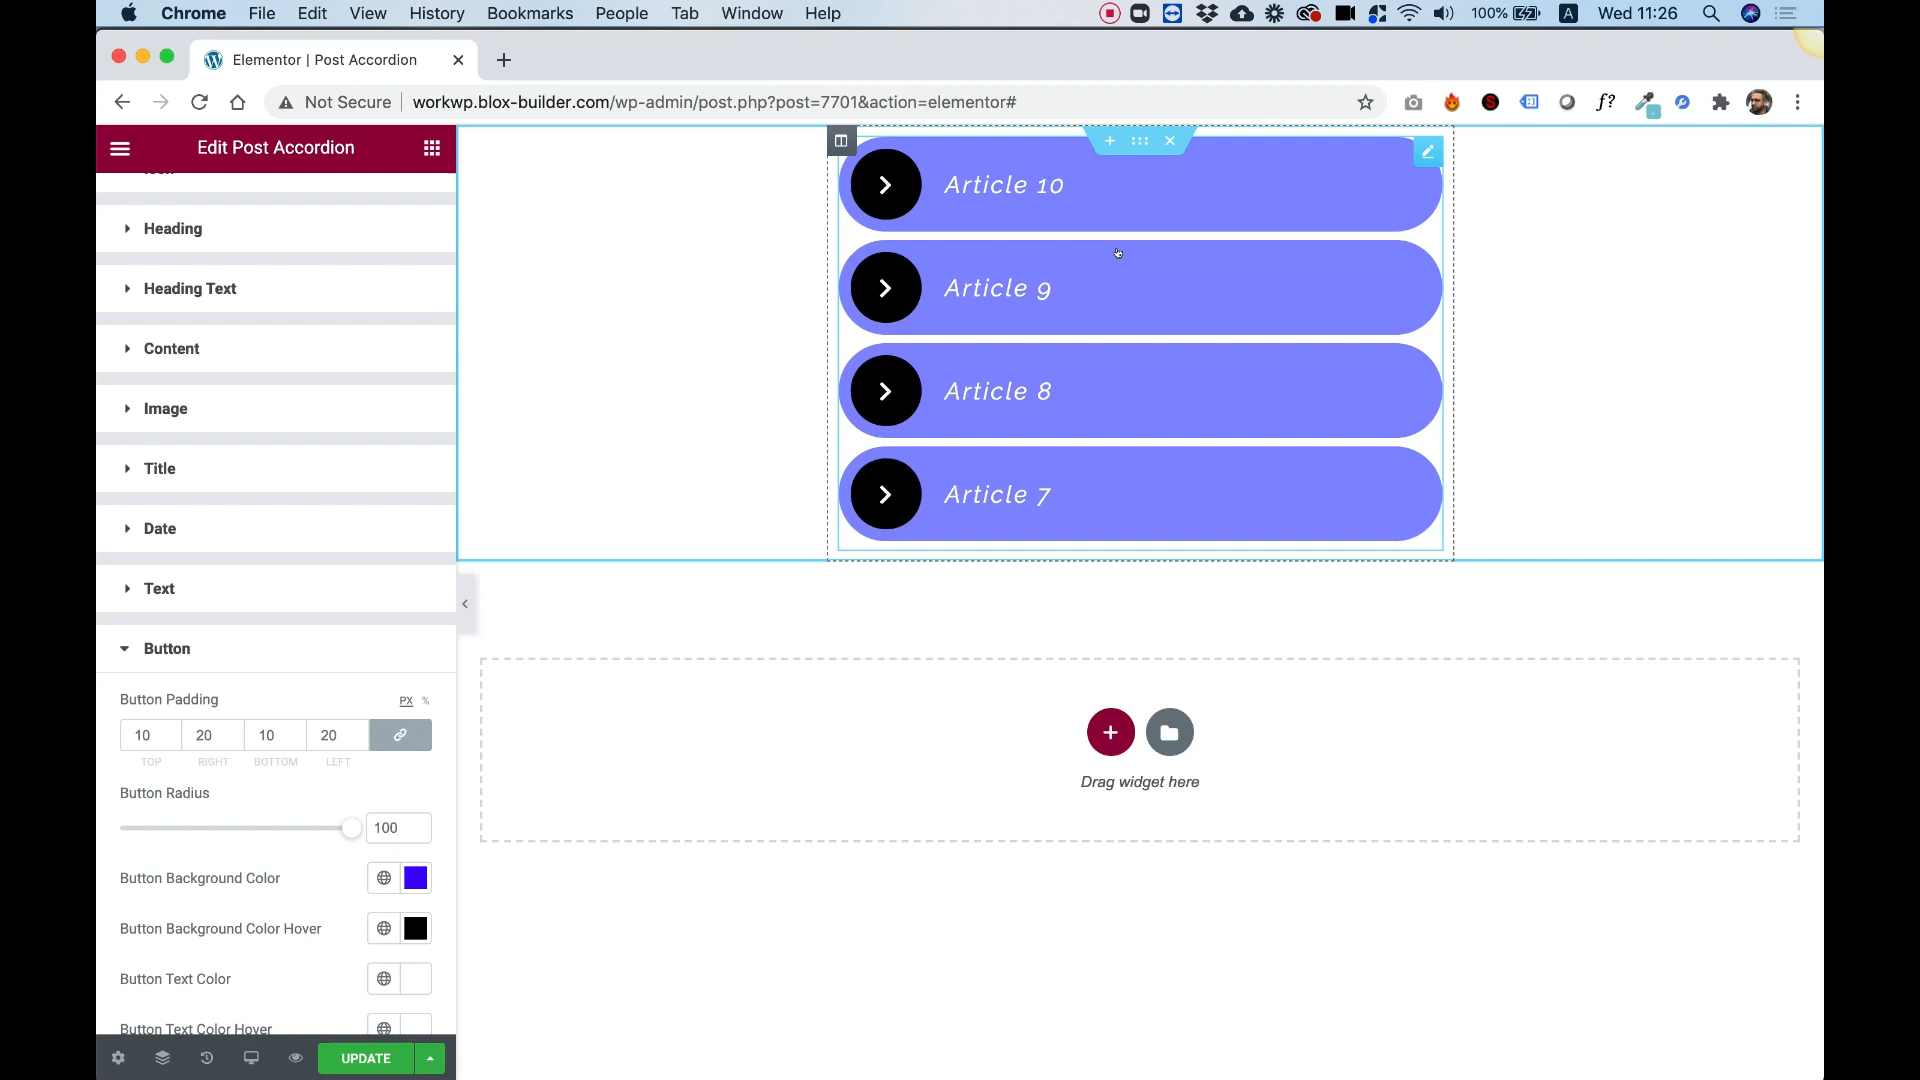 Chrome File Edit View History Bookmarks People Tab Window Help 100% A Wed 11:26
Elementor | Post Accordion
Not Secure workwp.blox-builder.com/wp-admin/post.php?post=7701&action=elementor# f?
Edit Post Accordion
Heading
Heading Text
Content
Image
Title
Date
Text
Button
Button Padding PX %
10 20 10 20
TOP RIGHT BOTTOM LEFT
Button Radius
100
Button Background Color
Button Background Color Hover
Button Text Color
Button Text Color Hover
UPDATE
Article 10
Article 9
Article 8
Article 7
Drag widget here